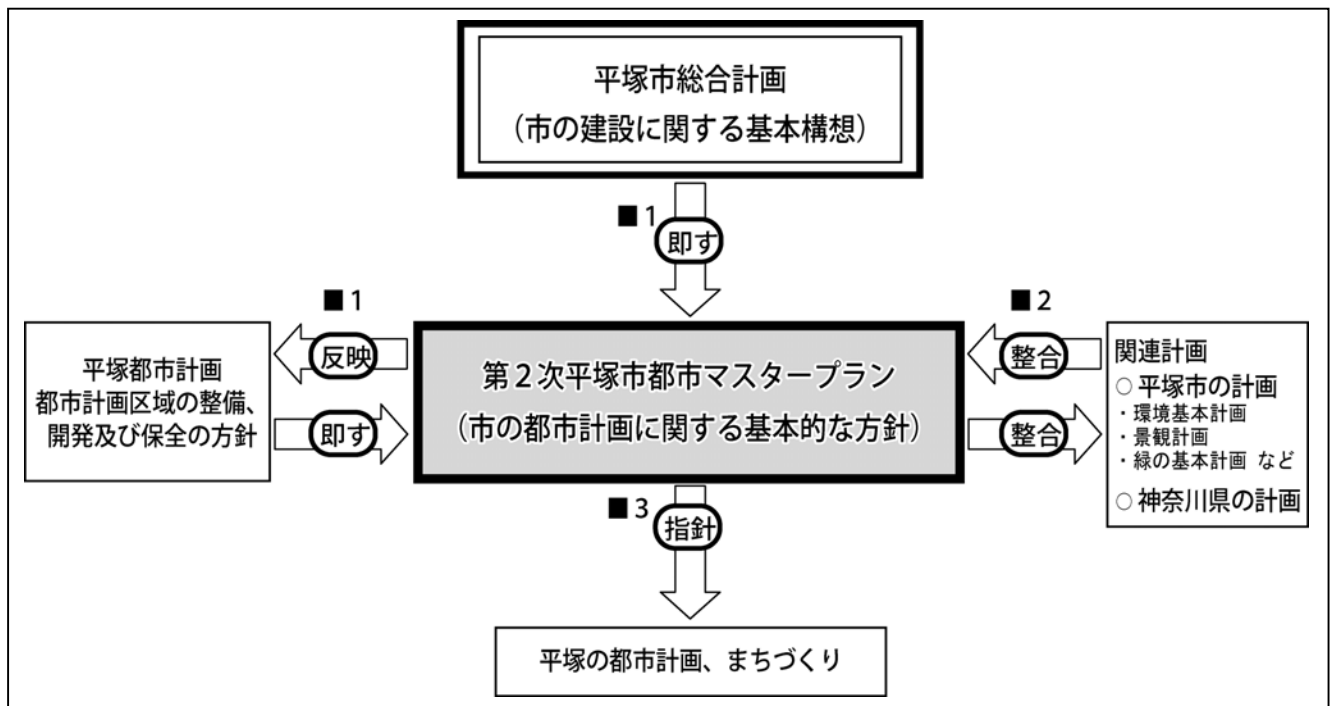 平塚市総合計画
（市の建設に関する基本構想）
■1
即す
■1
反映
即す
平塚都市計画
都市計画区域の整備、
開発及び保全の方針
第２次平塚市都市マスタープラン
（市の都市計画に関する基本的な方針）
■2
整合
整合
関連計画
○ 平塚市の計画
・環境基本計画
・景観計画
・緑の基本計画 など
○ 神奈川県の計画
■3
指針
平塚の都市計画、まちづくり